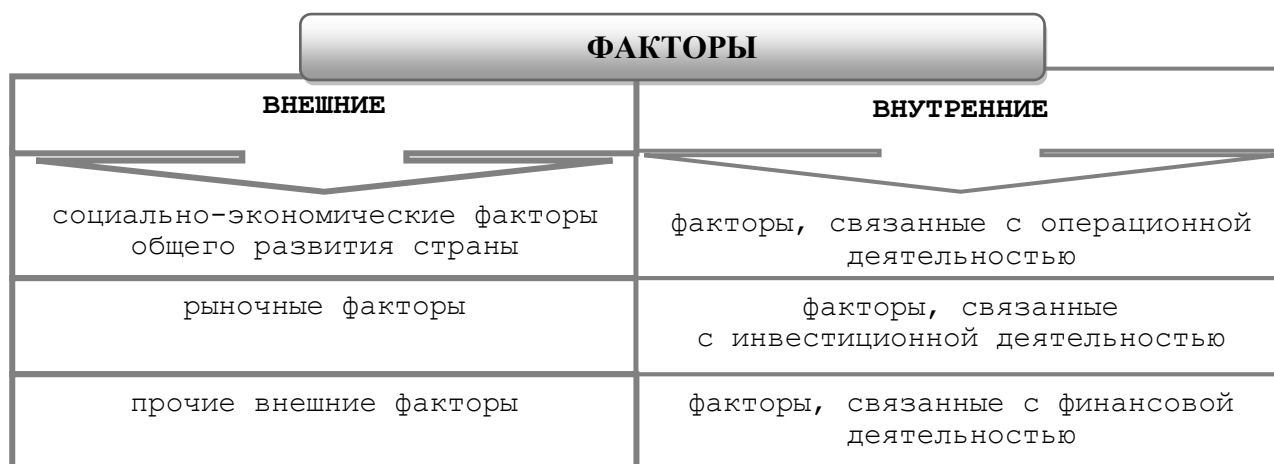 ФАКТОРЫ
ВНЕШНИЕ
ВНУТРЕННИЕ
социально-экономические факторы
общего развития страны
факторы, связанные с операционной
деятельностью
рыночные факторы
факторы, связанные
с инвестиционной деятельностью
прочие внешние факторы
факторы, связанные с финансовой
деятельностью